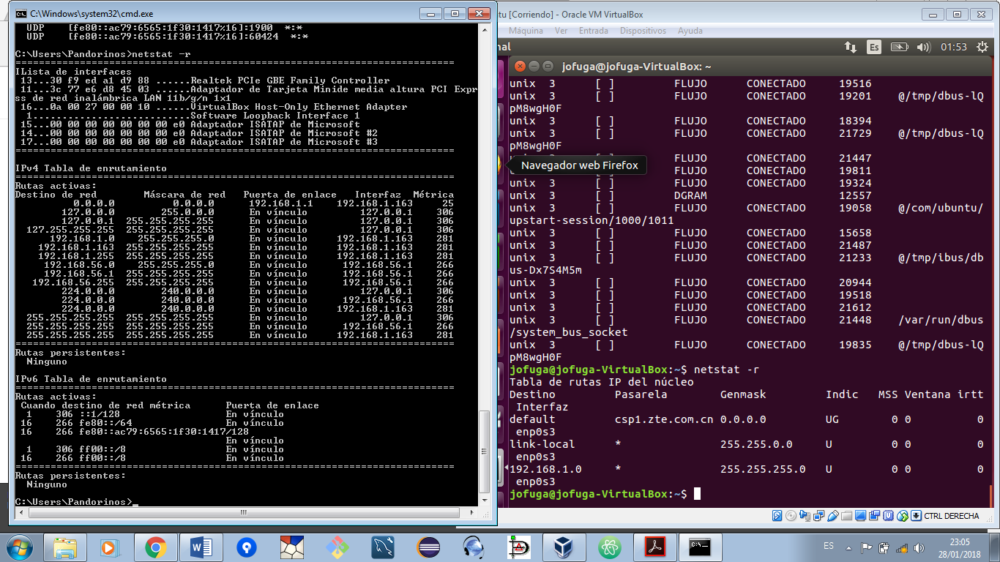 C:\Windows\system32\cmd.exe
UDP    [fe80::ac79:6565:1f30:1417%16]:1900  *:*
UDP    [fe80::ac79:6565:1f30:1417%16]:60424  *:*
C:\Users\Pandorinos>netstat -r
===========================================================================
ILista de interfaces
13...30 f9 ed a1 d9 88 ......Realtek PCIe GBE Family Controller
11...3c 77 e6 d8 45 03 ......Adaptador de Tarjeta Minide media altura PCI Expr
ss de red inalámbrica LAN 11b/g/n 1x1
16...0a 00 27 00 00 10 ......VirtualBox Host-Only Ethernet Adapter
1...........................Software Loopback Interface 1
15...00 00 00 00 00 00 00 e0 Adaptador ISATAP de Microsoft
14...00 00 00 00 00 00 00 e0 Adaptador ISATAP de Microsoft #2
17...00 00 00 00 00 00 00 e0 Adaptador ISATAP de Microsoft #3
===========================================================================
IPv4 Tabla de enrutamiento
===========================================================================
Rutas activas:
Destino de red        Máscara de red   Puerta de enlace   Interfaz  Métrica
0.0.0.0          0.0.0.0      192.168.1.1    192.168.1.163     25
127.0.0.0        255.0.0.0      En vínculo         127.0.0.1    306
127.0.0.1  255.255.255.255      En vínculo         127.0.0.1    306
127.255.255.255  255.255.255.255      En vínculo         127.0.0.1    306
192.168.1.0    255.255.255.0      En vínculo     192.168.1.163    281
192.168.1.163  255.255.255.255      En vínculo     192.168.1.163    281
192.168.1.255  255.255.255.255      En vínculo     192.168.1.163    281
192.168.56.0    255.255.255.0      En vínculo      192.168.56.1    266
192.168.56.1  255.255.255.255      En vínculo      192.168.56.1    266
192.168.56.255  255.255.255.255      En vínculo      192.168.56.1    266
224.0.0.0        240.0.0.0      En vínculo         127.0.0.1    306
224.0.0.0        240.0.0.0      En vínculo      192.168.56.1    266
224.0.0.0        240.0.0.0      En vínculo     192.168.1.163    281
255.255.255.255  255.255.255.255      En vínculo         127.0.0.1    306
255.255.255.255  255.255.255.255      En vínculo      192.168.56.1    266
255.255.255.255  255.255.255.255      En vínculo     192.168.1.163    281
===========================================================================
Rutas persistentes:
Ninguno
IPv6 Tabla de enrutamiento
===========================================================================
Rutas activas:
Cuando destino de red métrica      Puerta de enlace
1    306 ::1/128                  En vínculo
16    266 fe80::/64                En vínculo
16    266 fe80::ac79:6565:1f30:1417/128
En vínculo
1    306 ff00::/8                 En vínculo
16    266 ff00::/8                 En vínculo
===========================================================================
Rutas persistentes:
Ninguno
C:\Users\Pandorinos>_
tu [Corriendo] - Oracle VM VirtualBox
Máquina Ver Entrada Dispositivos Ayuda
nal Es 01:53
jofuga@jofuga-VirtualBox: ~
unix  3      [ ]         FLUJO      CONECTADO     19516
unix  3      [ ]         FLUJO      CONECTADO     19201    @/tmp/dbus-lQ
pM8wgH0F
unix  3      [ ]         FLUJO      CONECTADO     18394
unix  3      [ ]         FLUJO      CONECTADO     21729    @/tmp/dbus-lQ
pM8wgH0F
FLUJO      CONECTADO     21447
Navegador web Firefox
FLUJO      CONECTADO     19811
unix  3      [ ]         FLUJO      CONECTADO     19324
unix  3      [ ]         DGRAM                    12557
unix  3      [ ]         FLUJO      CONECTADO     19058    @/com/ubuntu/
upstart-session/1000/1011
unix  3      [ ]         FLUJO      CONECTADO     15658
unix  3      [ ]         FLUJO      CONECTADO     21487
unix  3      [ ]         FLUJO      CONECTADO     21233    @/tmp/ibus/db
us-Dx7S4M5m
unix  3      [ ]         FLUJO      CONECTADO     20944
unix  3      [ ]         FLUJO      CONECTADO     19518
unix  3      [ ]         FLUJO      CONECTADO     21612
unix  3      [ ]         FLUJO      CONECTADO     21448    /var/run/dbus
/system_bus_socket
unix  3      [ ]         FLUJO      CONECTADO     19835    @/tmp/dbus-lQ
pM8wgH0F
jofuga@jofuga-VirtualBox:~$ netstat -r
Tabla de rutas IP del núcleo
Destino         Pasarela        Genmask         Indic   MSS Ventana irtt
Interfaz
default         csp1.zte.com.cn 0.0.0.0         UG        0 0          0
enp0s3
link-local      *               255.255.0.0     U         0 0          0
enp0s3
192.168.1.0     *               255.255.255.0   U         0 0          0
enp0s3
jofuga@jofuga-VirtualBox:~$
CTRL DERECHA
ES
23:05
28/01/2018